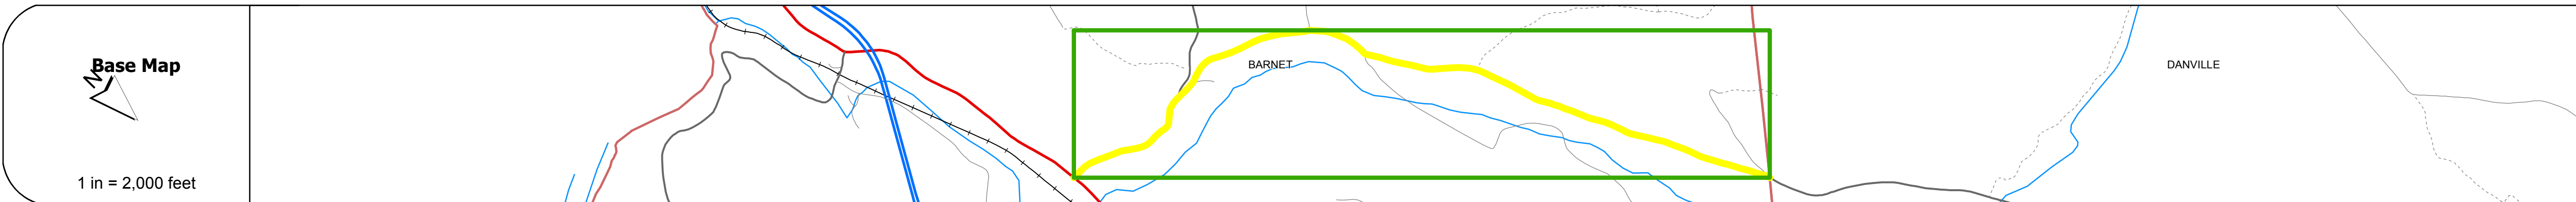 Base Map
N
1 in = 2,000 feet
BARNET
DANVILLE